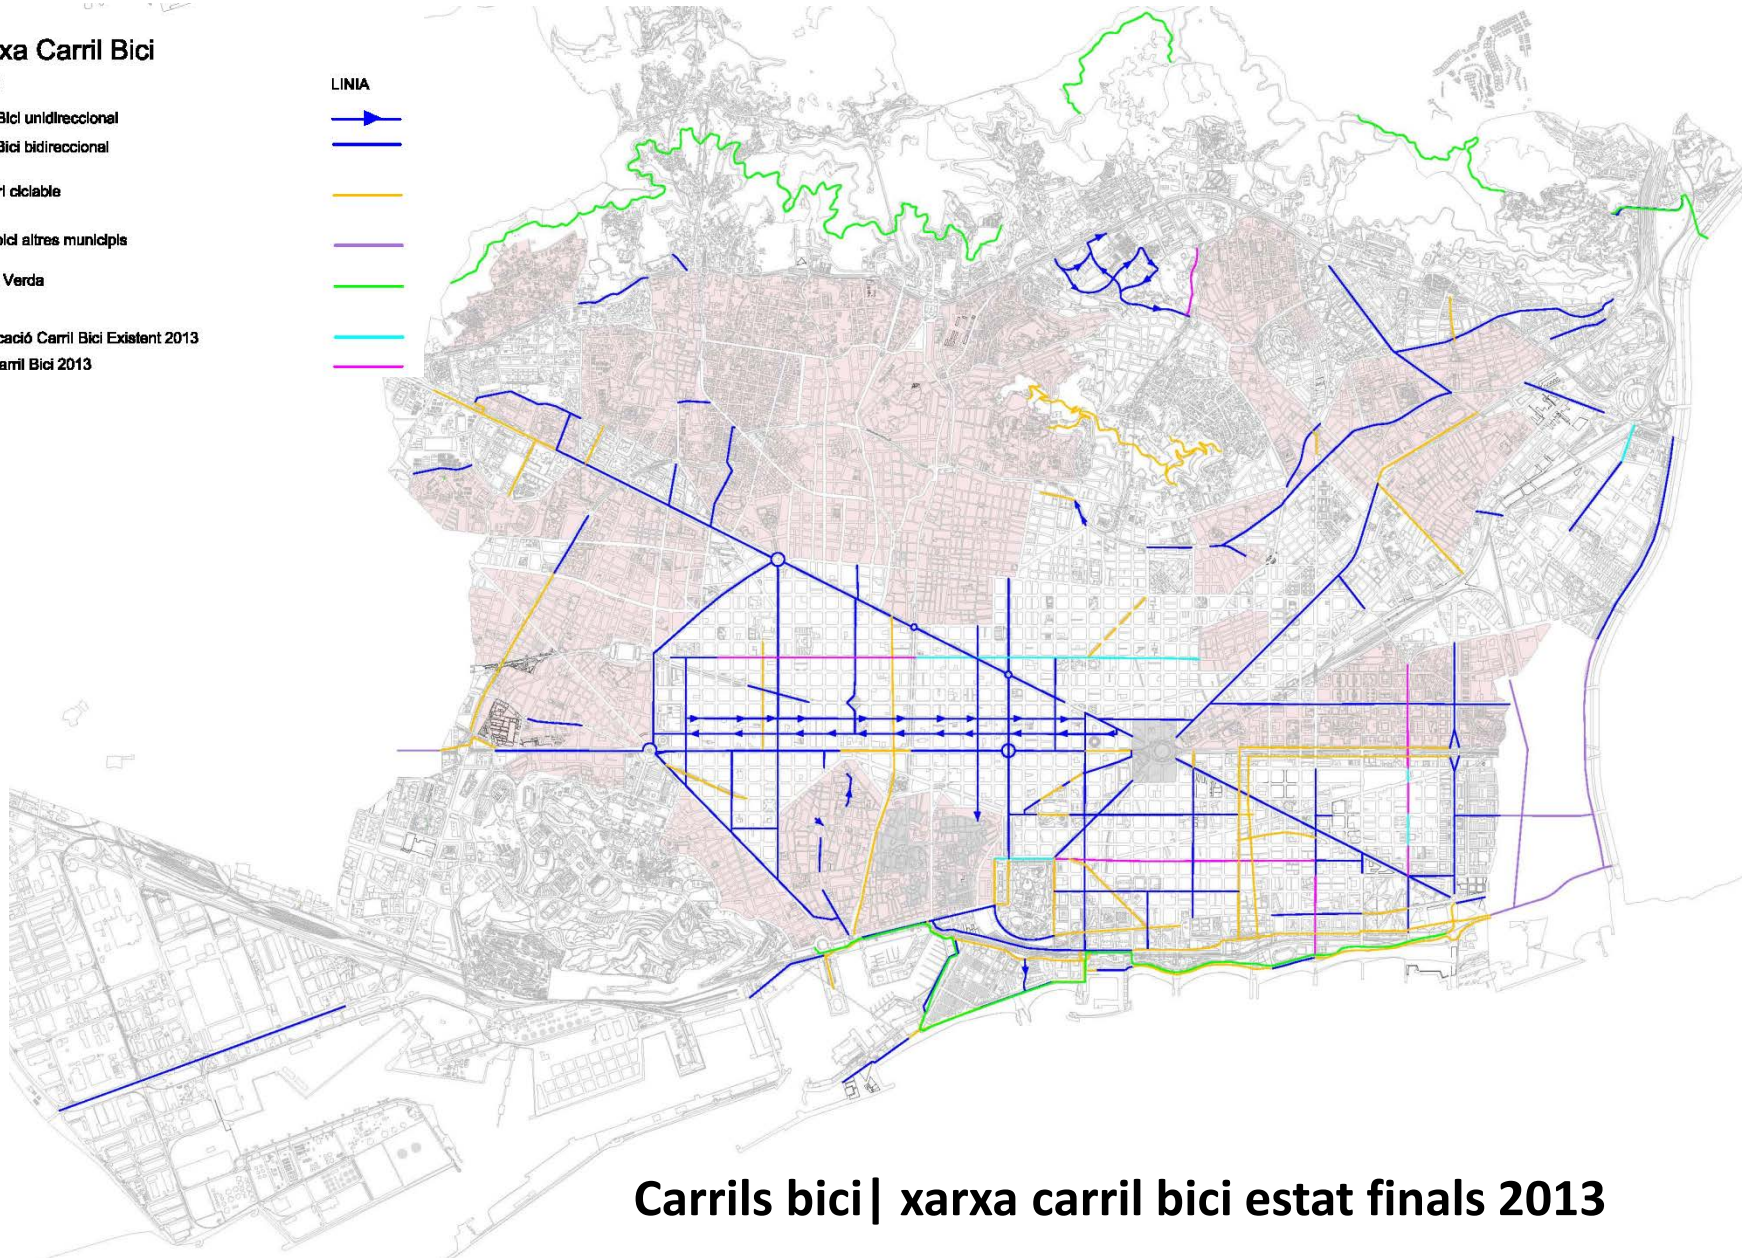 xa Carril Bici
LINIA
Bici unidireccional
Bici bidireccional
ri ciclable
bici altres municipis
Verda
cació Carril Bici Existent 2013
arril Bici 2013
Carrils bici| xarxa carril bici estat finals 2013